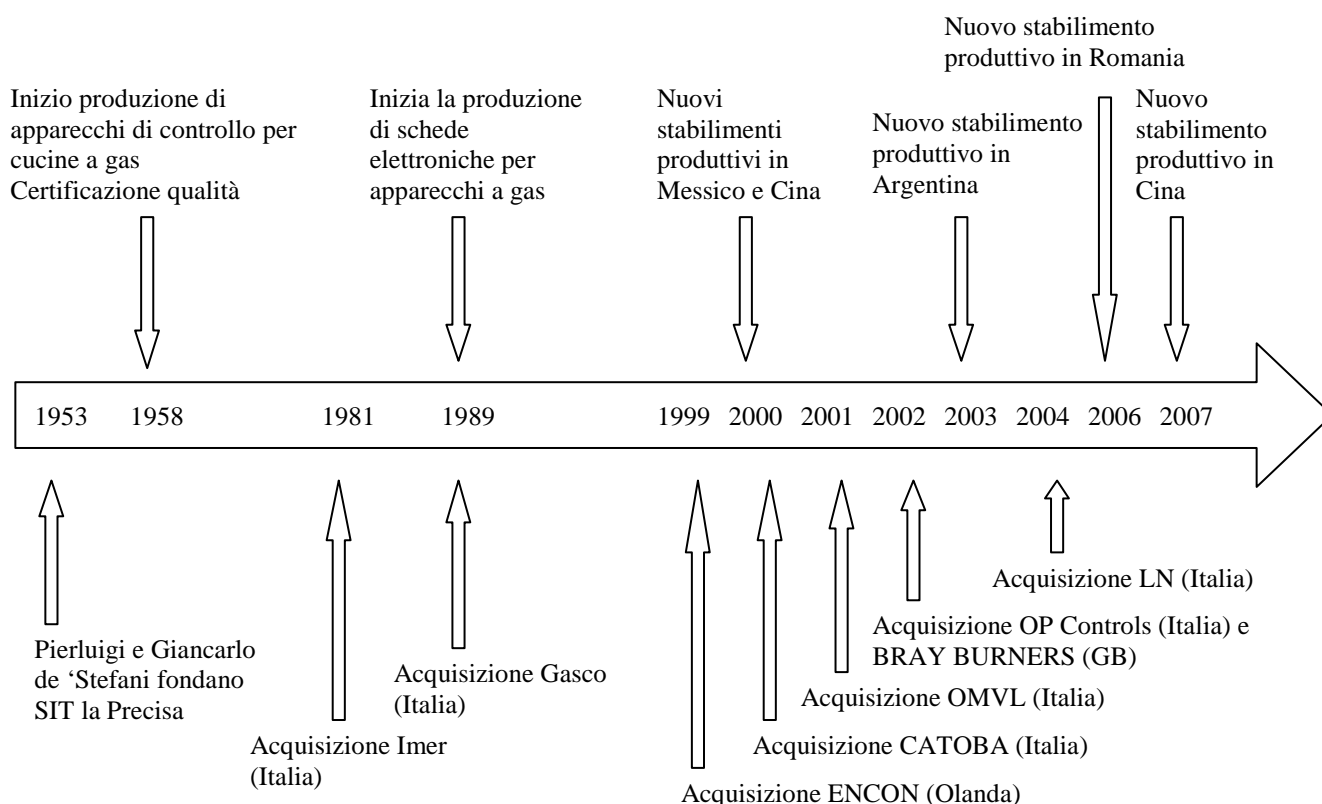 Nuovo stabilimento
produttivo in Romania
Inizio produzione di
apparecchi di controllo per
cucine a gas
Certificazione qualità
Inizia la produzione
di schede
elettroniche per
apparecchi a gas
Nuovi
stabilimenti
produttivi in
Messico e Cina
Nuovo stabilimento
produttivo in
Argentina
Nuovo
stabilimento
produttivo in
Cina
1953 1958 1981 1989 1999 2000 2001 2002 2003 2004 2006 2007
Pierluigi e Giancarlo
de ‘Stefani fondano
SIT la Precisa
Acquisizione Imer
(Italia)
Acquisizione Gasco
(Italia)
Acquisizione LN (Italia)
Acquisizione OP Controls (Italia) e
BRAY BURNERS (GB)
Acquisizione OMVL (Italia)
Acquisizione CATOBA (Italia)
Acquisizione ENCON (Olanda)